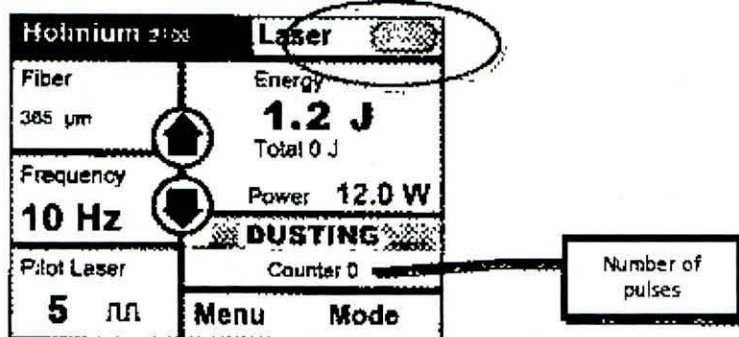 Holmium 2100 Laser
Fiber
365 µm
Frequency
10 Hz
Pilot Laser
5
Energy
1.2 J
Total 0 J
Power 12.0 W
DUSTING
Counter 0
Menu Mode
Number of
pulses